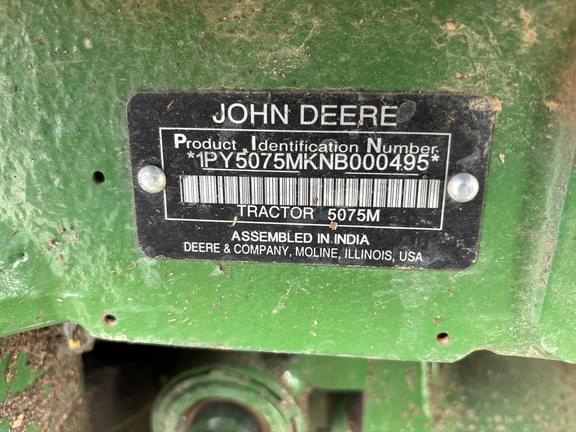 JOHN DEERE
Product Identification Number
*1PY5075MKNB000495*
TRACTOR 5075M
ASSEMBLED IN INDIA
DEERE & COMPANY, MOLINE, ILLINOIS, USA